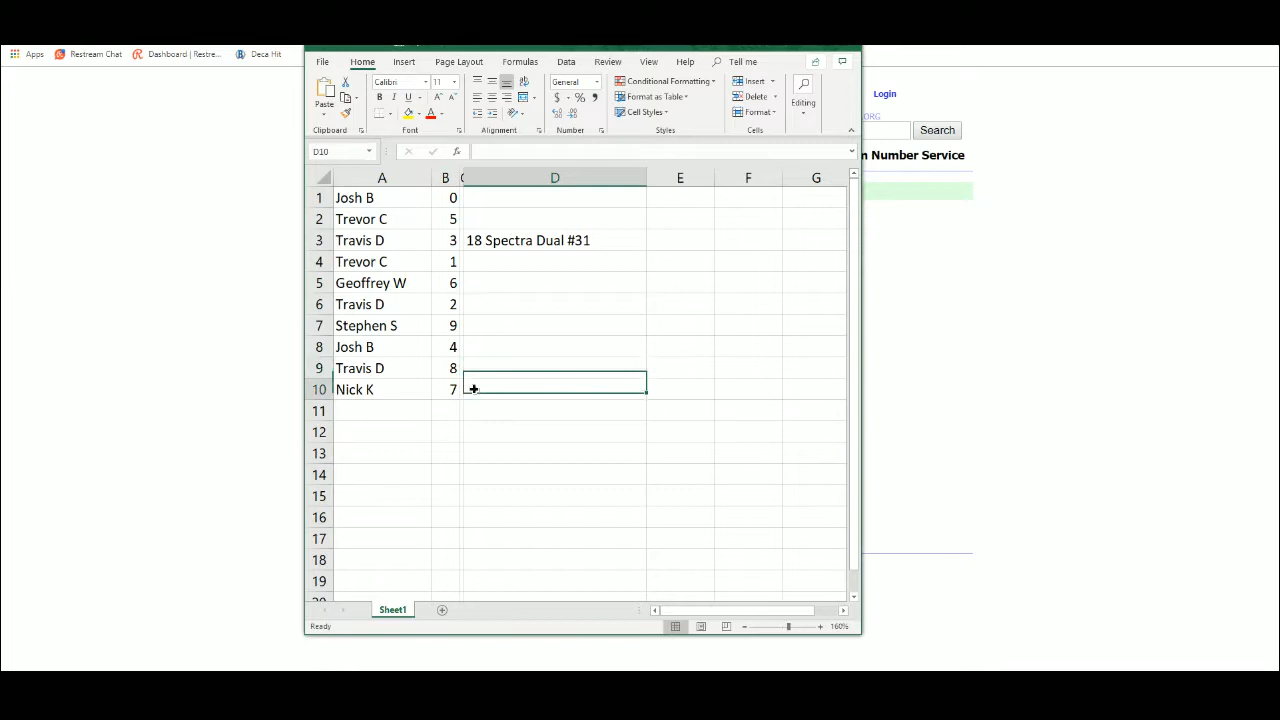 Apps Restream Chat Dashboard | Restre... Deca Hit
File Home Insert Page Layout Formulas Data Review View Help Tell me
Login
Paste
Clipboard
Calibri 11
B I U A A
A
Font
Alignment
General
$ % ,
Number
Conditional Formatting
Format as Table
Cell Styles
Styles
Insert
Delete
Format
Cells
Editing
ORG
Search
Number Service
D10 fx
A B C D E F G
1 Josh B 0
2 Trevor C 5
3 Travis D 3 18 Spectra Dual #31
4 Trevor C 1
5 Geoffrey W 6
6 Travis D 2
7 Stephen S 9
8 Josh B 4
9 Travis D 8
10 Nick K 7
11
12
13
14
15
16
17
18
19
Sheet1
Ready 160%